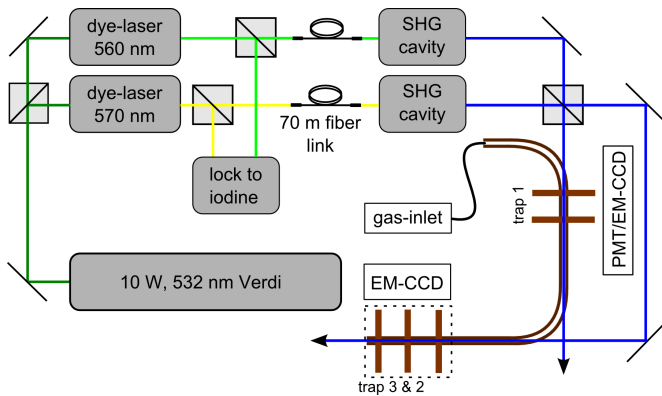 dye-laser
560 nm
SHG
cavity
dye-laser
570 nm
SHG
cavity
70 m fiber
link
lock to
iodine
gas-inlet
trap 1
PMT/EM-CCD
10 W, 532 nm Verdi
EM-CCD
trap 3 & 2